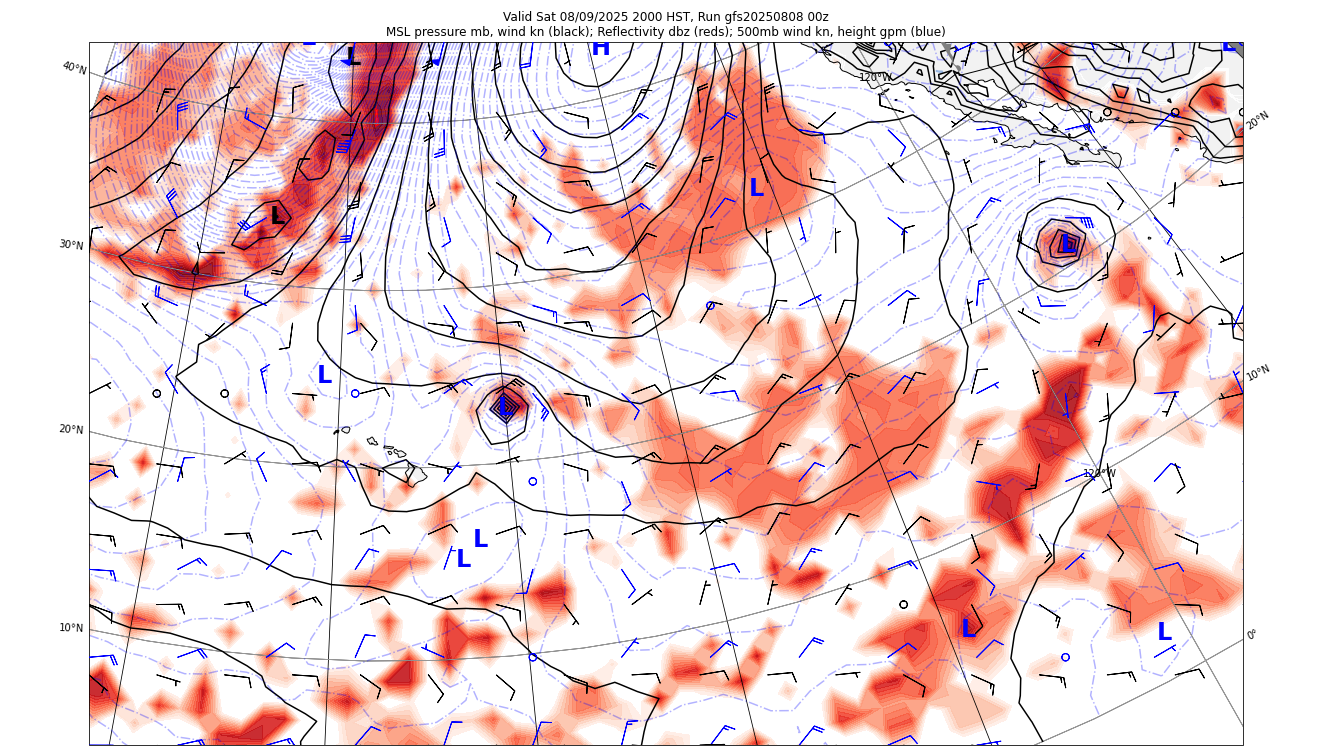 Valid Sat 08/09/2025 2000 HST, Run gfs20250808 00z
MSL pressure mb, wind kn (black); Reflectivity dbz (reds); 500mb wind kn, height gpm (blue)
L H L
L
40°N
120°W
20°N
L
L
30°N
L
L
10°N
L
20°N
120°W
L
L
10°N
L
L
0°